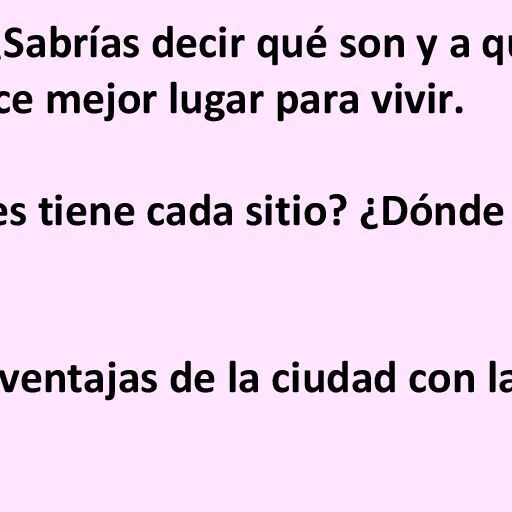 ¿Sabrías decir qué son y a qu
ce mejor lugar para vivir.
es tiene cada sitio? ¿Dónde
ventajas de la ciudad con la